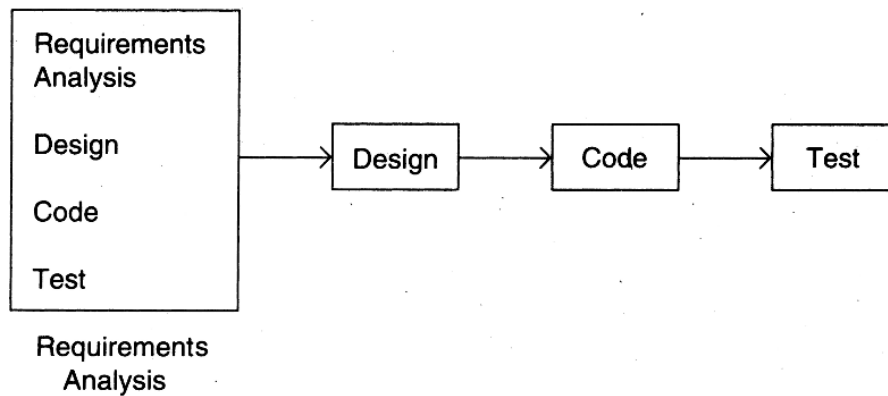 Requirements
Analysis
Design
Code
Test
Design
Code
Test
Requirements
Analysis